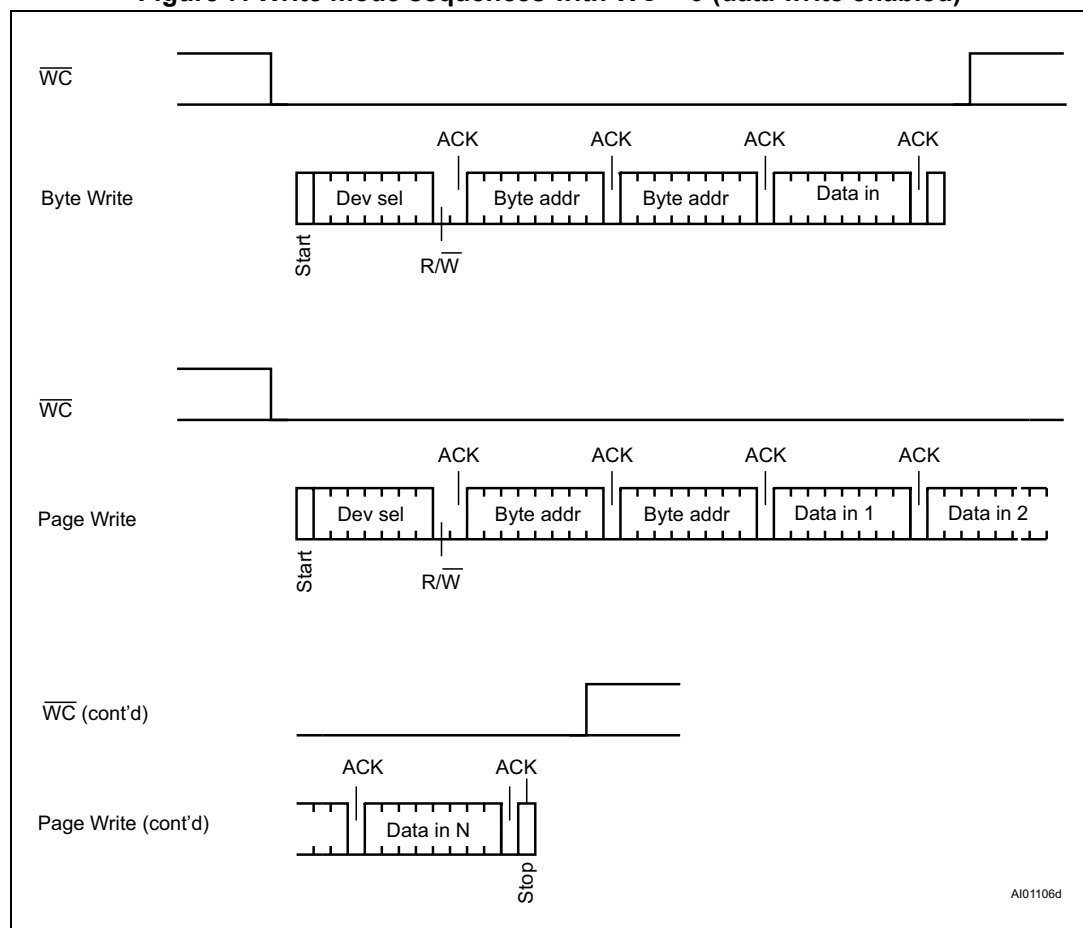 WC
ACK ACK ACK ACK
Byte Write
Dev sel Byte addr Byte addr Data in
Start
R/W
WC
ACK ACK ACK ACK
Page Write
Dev sel Byte addr Byte addr Data in 1 Data in 2
Start
R/W
WC (cont'd)
ACK ACK
Page Write (cont'd)
Data in N
Stop
AI01106d